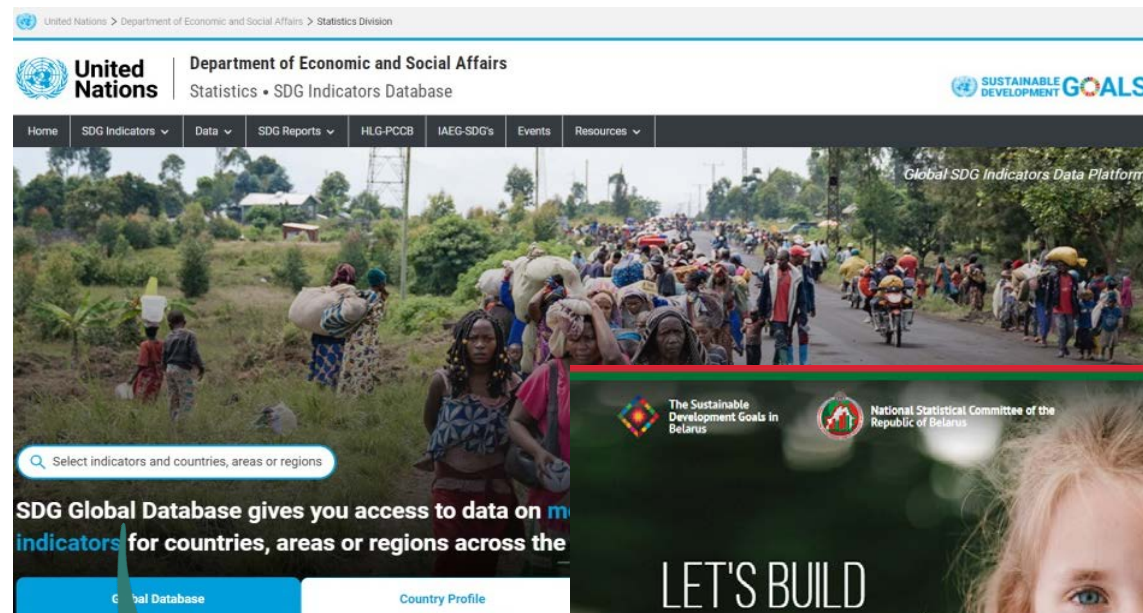 United Nations > Department of Economic and Social Affairs > Statistics Division
United
Nations
Department of Economic and Social Affairs
Statistics • SDG Indicators Database
SUSTAINABLE
DEVELOPMENT GOALS
Home SDG Indicators Data SDG Reports HLG-PCCB IAEG-SDG's Events Resources
Global SDG Indicators Data Platform
Select indicators and countries, areas or regions
SDG Global Database gives you access to data on
indicators for countries, areas or regions across the
Database
Country Profile
The Sustainable
Development Goals in
Belarus
National Statistical Committee of the
Republic of Belarus
LET'S BUILD